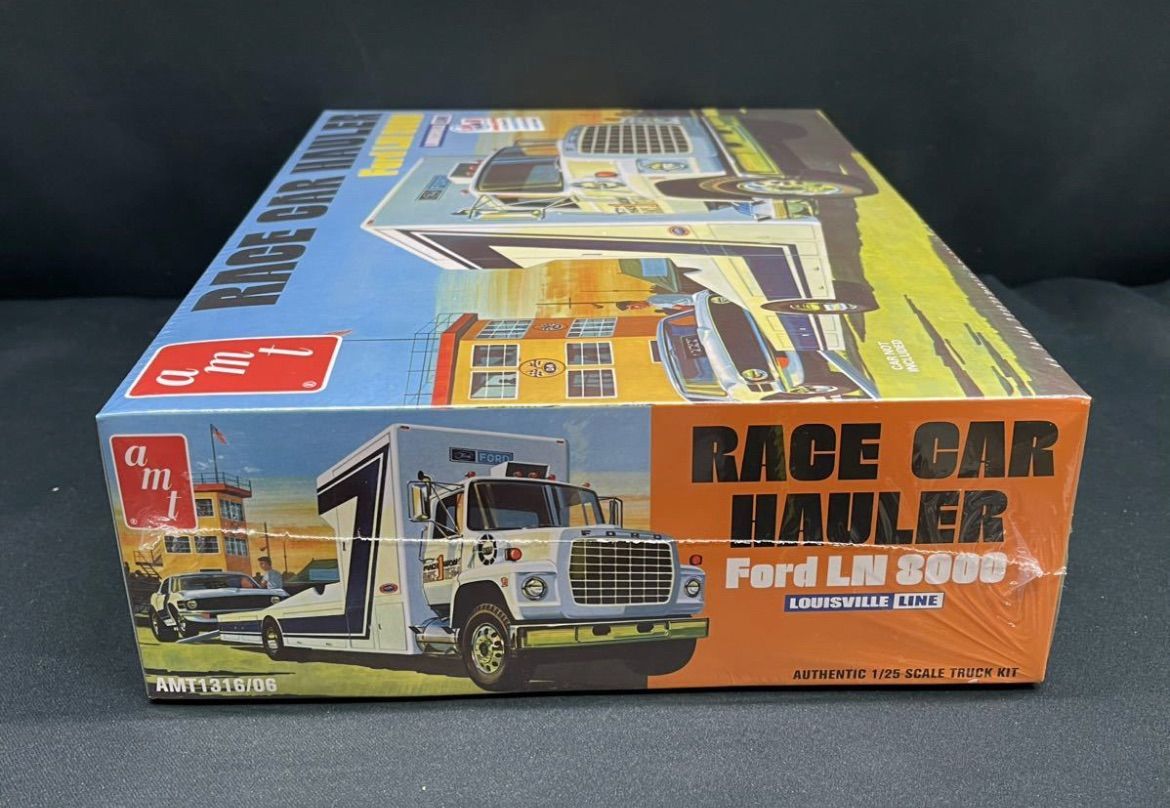 RACE CAR HAULER
amt
®
CAR NOT
INCLUDED
amt
®
FORD
FORD
RACE CAR
HAULER
Ford LN 8000
LOUISVILLE LINE
AMT1316/06
AUTHENTIC 1/25 SCALE TRUCK KIT